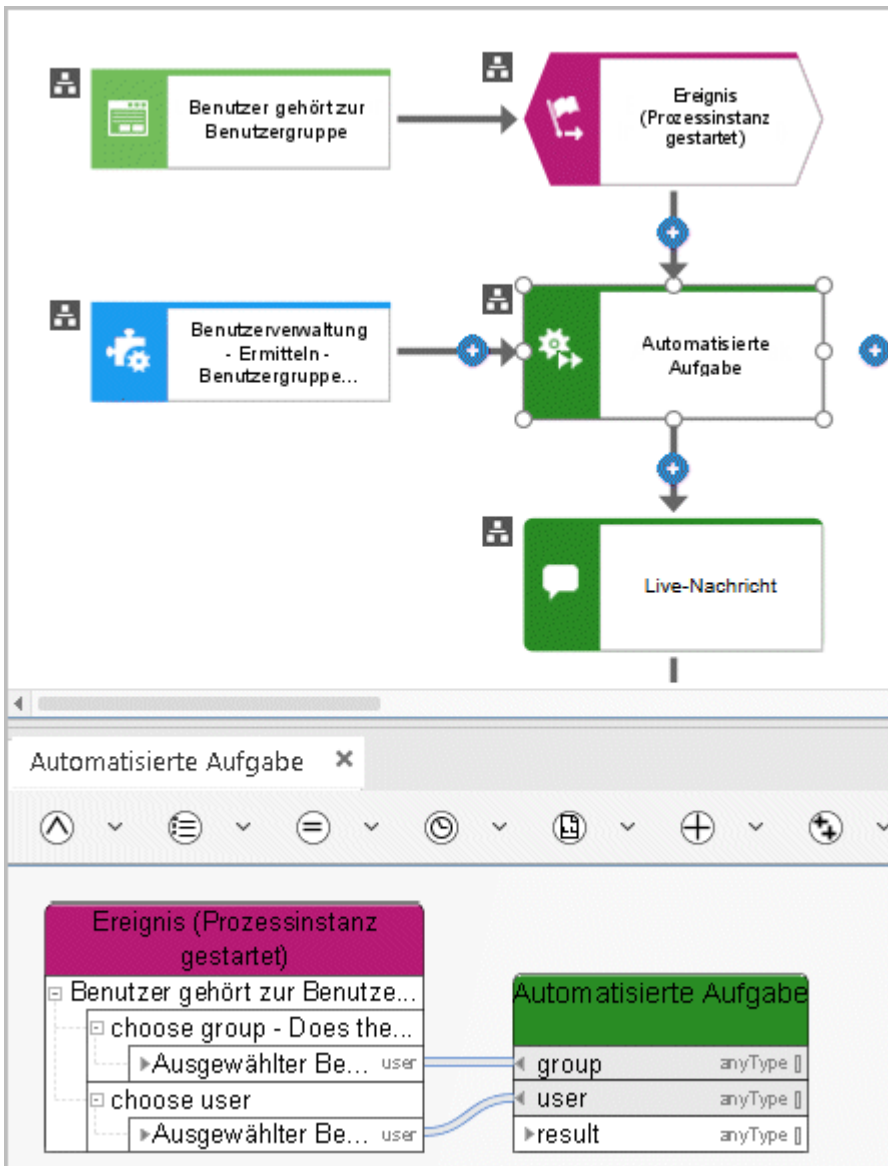 Benutzer gehört zur
Benutzergruppe
Ereignis
(Prozessinstanz
gestartet)
Benutzerverwaltung
- Ermitteln -
Benutzergruppe...
Automatisierte
Aufgabe
Live-Nachricht
Automatisierte Aufgabe
Ereignis (Prozessinstanz
gestartet)
Benutzer gehört zur Benutze...
choose group - Does the...
Ausgewählter Be... user
choose user
Ausgewählter Be... user
Automatisierte Aufgabe
group anyType []
user anyType []
result anyType []